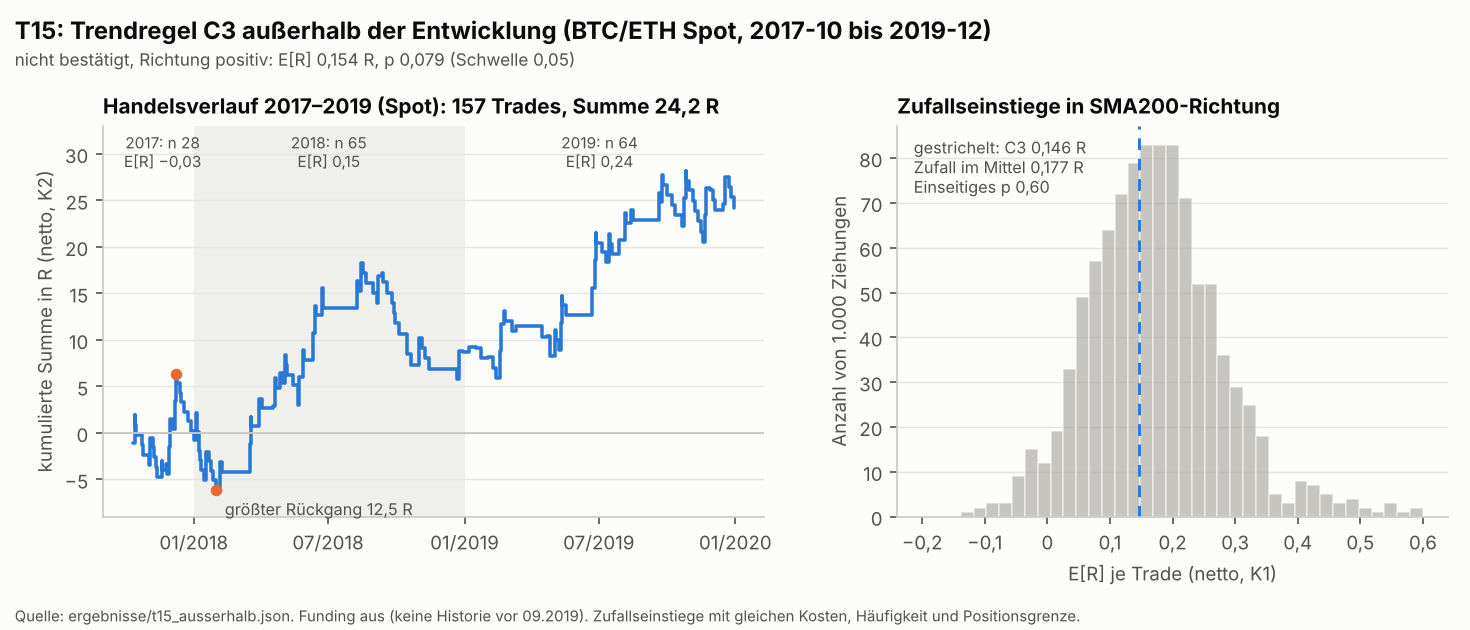 T15: Trendregel C3 außerhalb der Entwicklung (BTC/ETH Spot, 2017-10 bis 2019-12)
nicht bestätigt, Richtung positiv: E[R] 0,154 R, p 0,079 (Schwelle 0,05)
Handelsverlauf 2017–2019 (Spot): 157 Trades, Summe 24,2 R
2017: n 28
E[R] −0,03
2018: n 65
E[R] 0,15
2019: n 64
E[R] 0,24
kumulierte Summe in R (netto, K2)
30
25
20
15
10
5
0
−5
größter Rückgang 12,5 R
01/2018
07/2018
01/2019
07/2019
01/2020
Zufallseinstiege in SMA200-Richtung
gestrichelt: C3 0,146 R
Zufall im Mittel 0,177 R
Einseitiges p 0,60
Anzahl von 1.000 Ziehungen
80
70
60
50
40
30
20
10
0
−0,2
−0,1
0
0,1
0,2
0,3
0,4
0,5
0,6
E[R] je Trade (netto, K1)
Quelle: ergebnisse/t15_ausserhalb.json. Funding aus (keine Historie vor 09.2019). Zufallseinstiege mit gleichen Kosten, Häufigkeit und Positionsgrenze.